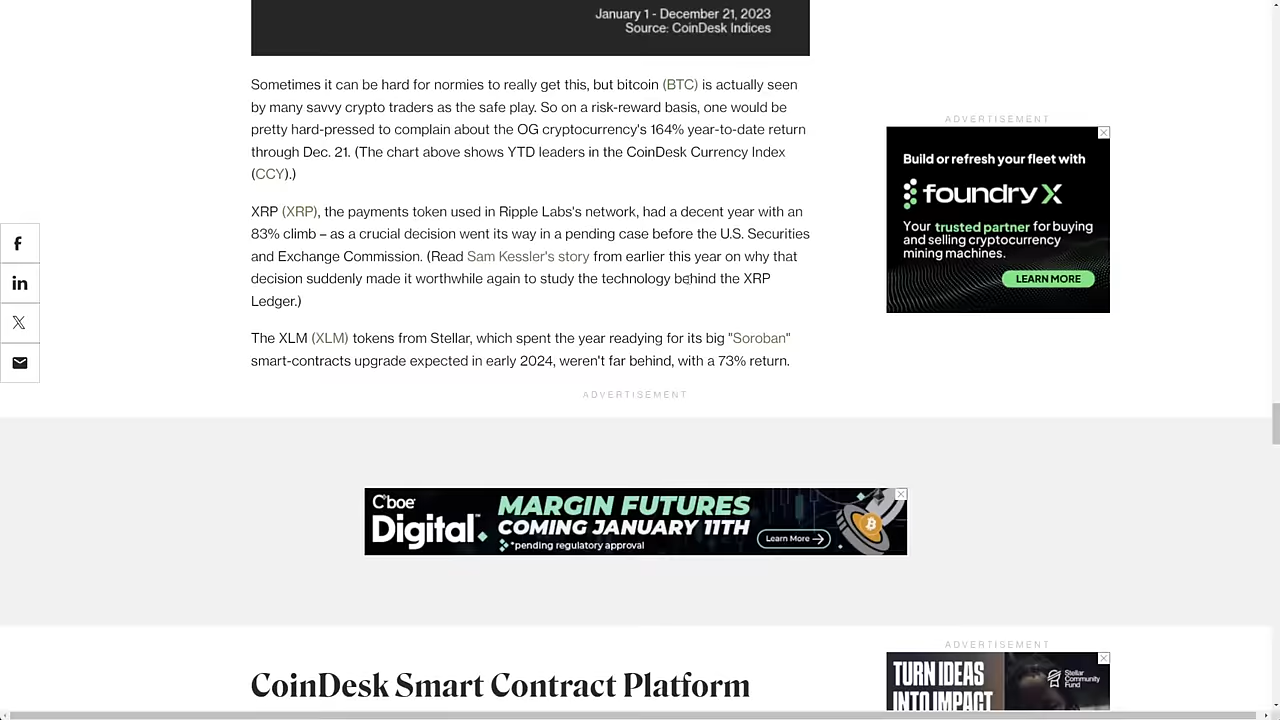 January 1 - December 21, 2023
Source: CoinDesk Indices
Sometimes it can be hard for normies to really get this, but bitcoin (BTC) is actually seen
by many savvy crypto traders as the safe play. So on a risk-reward basis, one would be
pretty hard-pressed to complain about the OG cryptocurrency's 164% year-to-date return
through Dec. 21. (The chart above shows YTD leaders in the CoinDesk Currency Index
(CCY).)
XRP (XRP), the payments token used in Ripple Labs's network, had a decent year with an
83% climb – as a crucial decision went its way in a pending case before the U.S. Securities
and Exchange Commission. (Read Sam Kessler's story from earlier this year on why that
decision suddenly made it worthwhile again to study the technology behind the XRP
Ledger.)
The XLM (XLM) tokens from Stellar, which spent the year readying for its big "Soroban"
smart-contracts upgrade expected in early 2024, weren't far behind, with a 73% return.
ADVERTISEMENT
Build or refresh your fleet with
foundry X
Your trusted partner for buying
and selling cryptocurrency
mining machines.
LEARN MORE
ADVERTISEMENT
Cboe
Digital™
MARGIN FUTURES
COMING JANUARY 11TH
*pending regulatory approval
Learn More →
CoinDesk Smart Contract Platform
ADVERTISEMENT
TURN IDEAS
INTO IMPACT
Stellar
Community
Fund